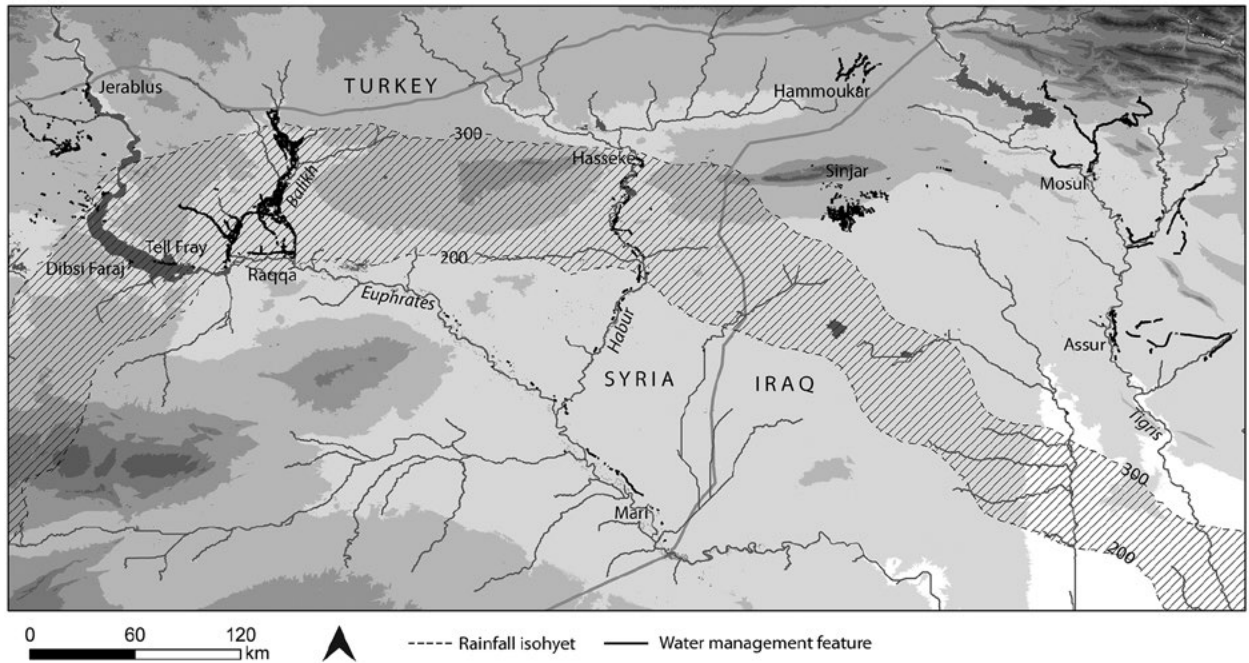 Jerablus
TURKEY
Hammoukar
300
Hasseke
Balikh
Sinjar
Mosul
Tell Fray
Dibsi Faraj
Raqqa
200
Euphrates
Habur
SYRIA
IRAQ
Assur
Tigris
300
Mari
200
0 60 120
km
Rainfall isohyet
Water management feature